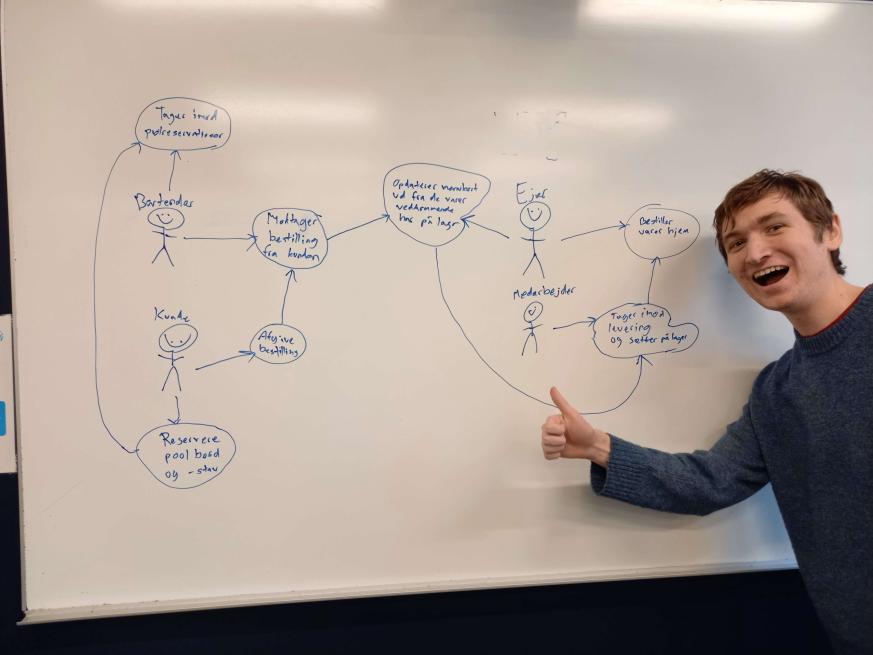 Tager imod
poolreservationer
Bartender
Modtager
bestilling
fra kunden
Kunde
Afgive
bestilling
Reservere
pool bord
og -stav
Opdaterer menukort
ud fra de varer
vedkommende
har på lager
Ejer
Bestiller
varer hjem
Medarbejder
Tager imod
levering
og sætter på lager